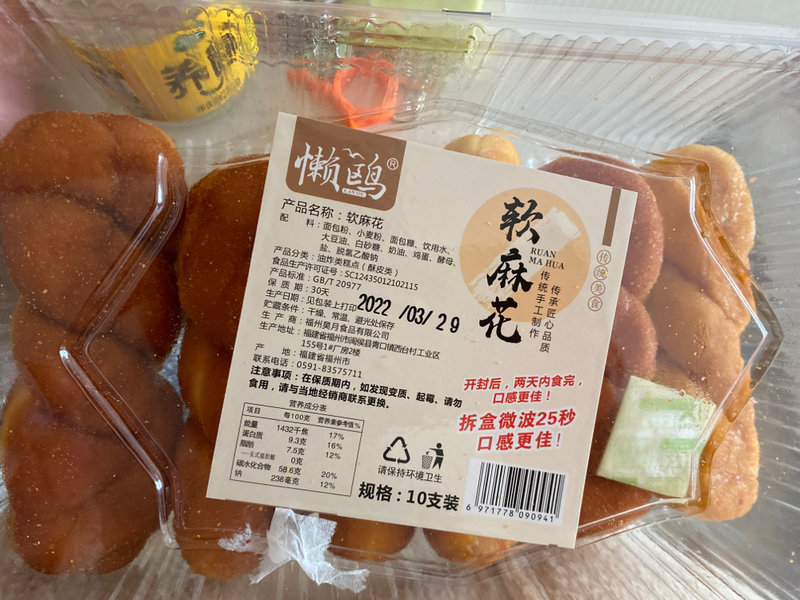 养
懒鸥®
LAN OU
产品名称：软麻花
配　料：面包粉、小麦粉、面包糠、饮用水、
大豆油、白砂糖、奶油、鸡蛋、酵母、
盐、脱氢乙酸钠
产品分类：油炸类糕点（酥皮类）
食品生产许可证号：SC12435012102115
产品标准：GB/T 20977
保 质 期：30天
生产日期：见包装上打印 2022 /03/ 29
贮藏条件：干燥、常温、避光处保存
生 产 商：福州昊月食品有限公司
生产地址：福建省福州市闽侯县青口镇西台村工业区
155号1#厂房2楼
产　地：福建省福州市
联系电话：0591-83575711
注意事项：在保质期内，如发现变质、起霉、请勿
食用，请与当地经销商联系更换。
营养成分表
项目 每100克 营养素参考值%
能量 1432千焦 17%
蛋白质 9.3克 16%
脂肪 7.5克 12%
—反式脂肪酸 0克
碳水化合物 58.6克 20%
钠 238毫克 12%
软麻花
RUAN
MA HUA
传承匠心品质
传统手工制作
传统美食
开封后，两天内食完，
口感更佳！
拆盒微波25秒
口感更佳！
请保持环境卫生
规格：10支装
6 971778 090941